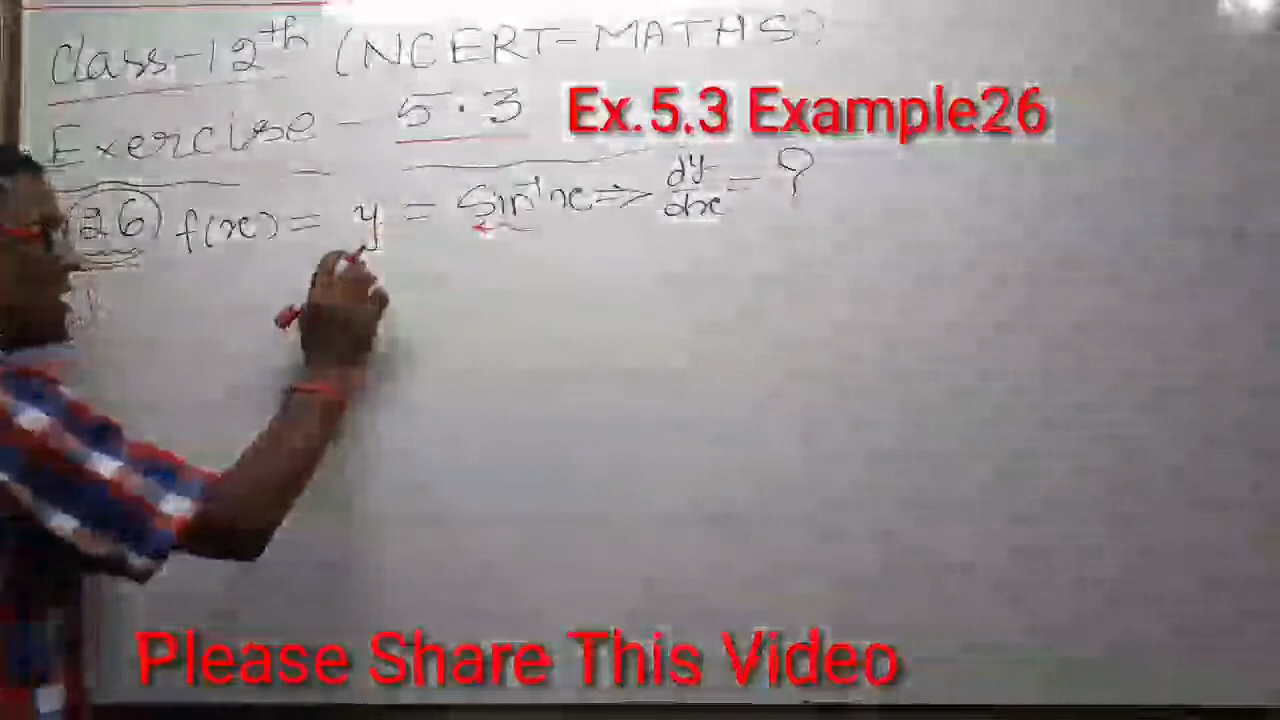 Class-12th (NCERT-MATHS)
Exercise - 5.3
Ex.5.3 Example26
26) f(x) = y = Sin⁻¹x => dy/dx = ?
Please Share This Video